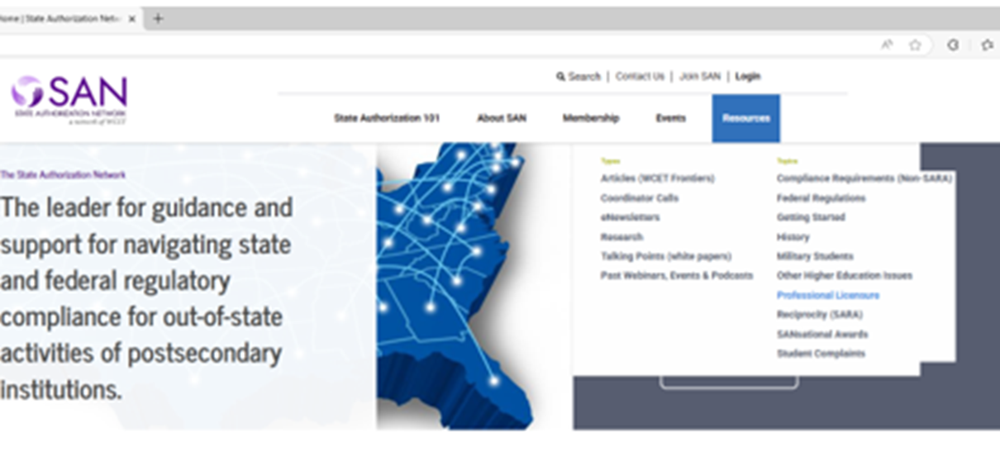 Home | State Authorization Netw
SAN
STATE AUTHORIZATION NETWORK
a network of WCET
Search | Contact Us | Join SAN | Login
State Authorization 101 About SAN Membership Events Resources
The State Authorization Network
The leader for guidance and
support for navigating state
and federal regulatory
compliance for out-of-state
activities of postsecondary
institutions.
Types
Articles (WCET Frontiers)
Coordinator Calls
eNewsletters
Research
Talking Points (white papers)
Past Webinars, Events & Podcasts
Topics
Compliance Requirements (Non-SARA)
Federal Regulations
Getting Started
History
Military Students
Other Higher Education Issues
Professional Licensure
Reciprocity (SARA)
SANsational Awards
Student Complaints